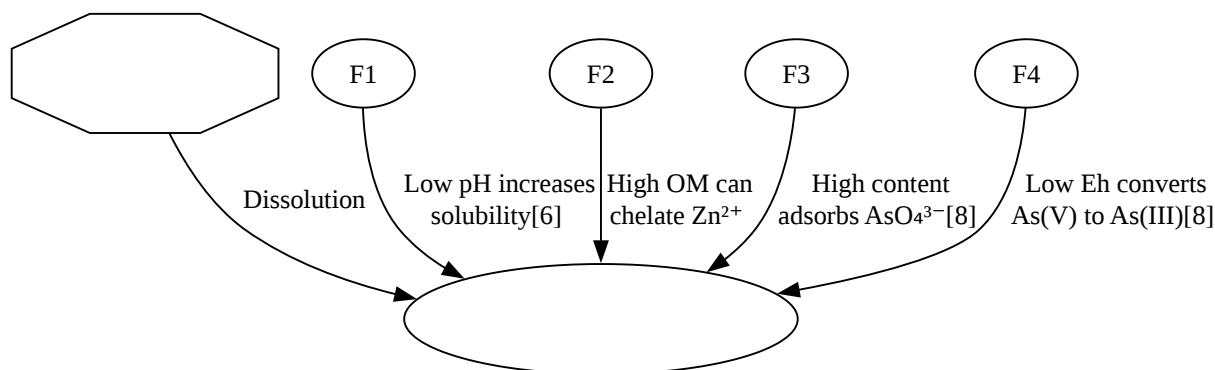 F1
F2
F3
F4
Dissolution
Low pH increases
solubility[6]
High OM can
chelate Zn²⁺
High content
adsorbs AsO₄³⁻[8]
Low Eh converts
As(V) to As(III)[8]